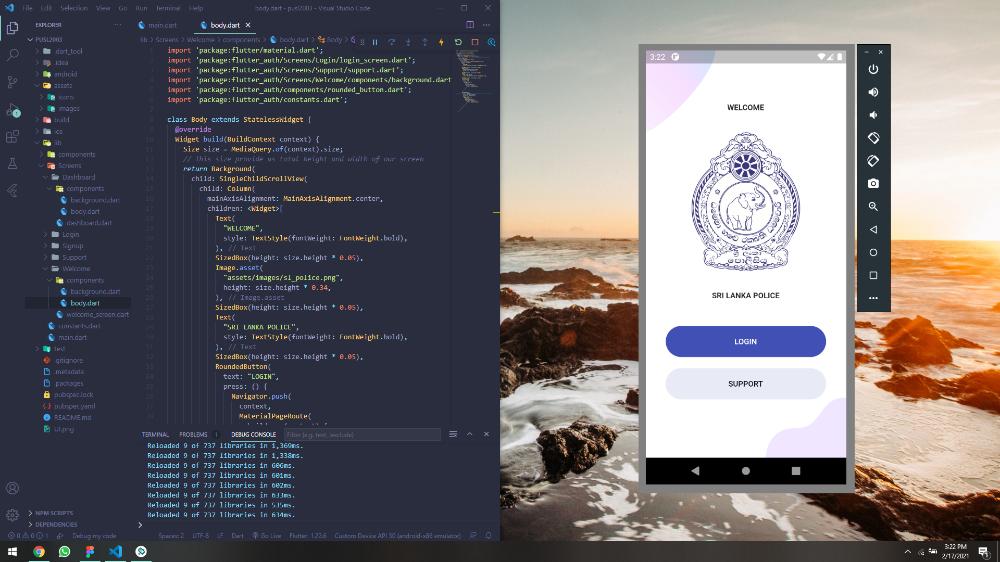 File Edit Selection View Go Run Terminal Help
body.dart - pusl2003 - Visual Studio Code
EXPLORER
PUSL2003
.dart_tool
.idea
android
assets
icons
images
build
ios
lib
components
Screens
Dashboard
components
background.dart
body.dart
dashboard.dart
Login
Signup
Support
Welcome
components
background.dart
body.dart
welcome_screen.dart
constants.dart
main.dart
test
.gitignore
.metadata
.packages
pubspec.lock
pubspec.yaml
README.md
UI.png
NPM SCRIPTS
DEPENDENCIES
1
main.dart body.dart
lib > Screens > Welcome > components > body.dart > Body >
1 import 'package:flutter/material.dart';
2 import 'package:flutter_auth/Screens/Login/login_screen.dart';
3 import 'package:flutter_auth/Screens/Support/support.dart';
4 import 'package:flutter_auth/Screens/Welcome/components/background.dart
5 import 'package:flutter_auth/components/rounded_button.dart';
6 import 'package:flutter_auth/constants.dart';
7
8 class Body extends StatelessWidget {
9 @override
10 Widget build(BuildContext context) {
11 Size size = MediaQuery.of(context).size;
12 // This size provide us total height and width of our screen
13 return Background(
14 child: SingleChildScrollView(
15 child: Column(
16 mainAxisAlignment: MainAxisAlignment.center,
17 children: <Widget>[
18 Text(
19 "WELCOME",
20 style: TextStyle(fontWeight: FontWeight.bold),
21 ), // Text
22 SizedBox(height: size.height * 0.05),
23 Image.asset(
24 "assets/images/sl_police.png",
25 height: size.height * 0.34,
26 ), // Image.asset
27 SizedBox(height: size.height * 0.05),
28 Text(
29 "SRI LANKA POLICE",
30 style: TextStyle(fontWeight: FontWeight.bold),
31 ), // Text
32 SizedBox(height: size.height * 0.05),
33 RoundedButton(
34 text: "LOGIN",
35 press: () {
36 Navigator.push(
37 context,
38 MaterialPageRoute(
TERMINAL PROBLEMS 1 DEBUG CONSOLE Filter (e.g. text, !exclude)
Reloaded 9 of 737 libraries in 1,369ms.
Reloaded 9 of 737 libraries in 1,338ms.
Reloaded 9 of 737 libraries in 606ms.
Reloaded 9 of 737 libraries in 601ms.
Reloaded 9 of 737 libraries in 602ms.
Reloaded 9 of 737 libraries in 633ms.
Reloaded 9 of 737 libraries in 535ms.
Reloaded 9 of 737 libraries in 634ms.
0 0 1 Debug my code Spaces: 2 UTF-8 LF Dart Go Live Flutter: 1.22.6 Custom Device API 30 (android-x86 emulator)
3:22
WELCOME
ශ්‍රී ලංකා
පොලීසිය
SRI LANKA POLICE
LOGIN
SUPPORT
3:22 PM
2/17/2021
1